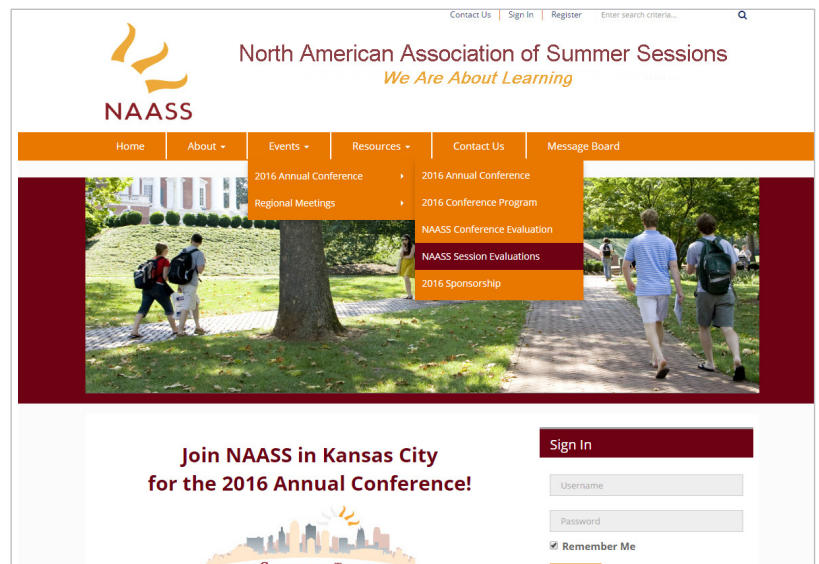 Contact Us | Sign In | Register Enter search criteria...
North American Association of Summer Sessions
We Are About Learning
NAASS
Home About Events Resources Contact Us Message Board
2016 Annual Conference
Regional Meetings
2016 Annual Conference
2016 Conference Program
NAASS Conference Evaluation
NAASS Session Evaluations
2016 Sponsorship
Join NAASS in Kansas City
for the 2016 Annual Conference!
Sign In
Username
Password
Remember Me